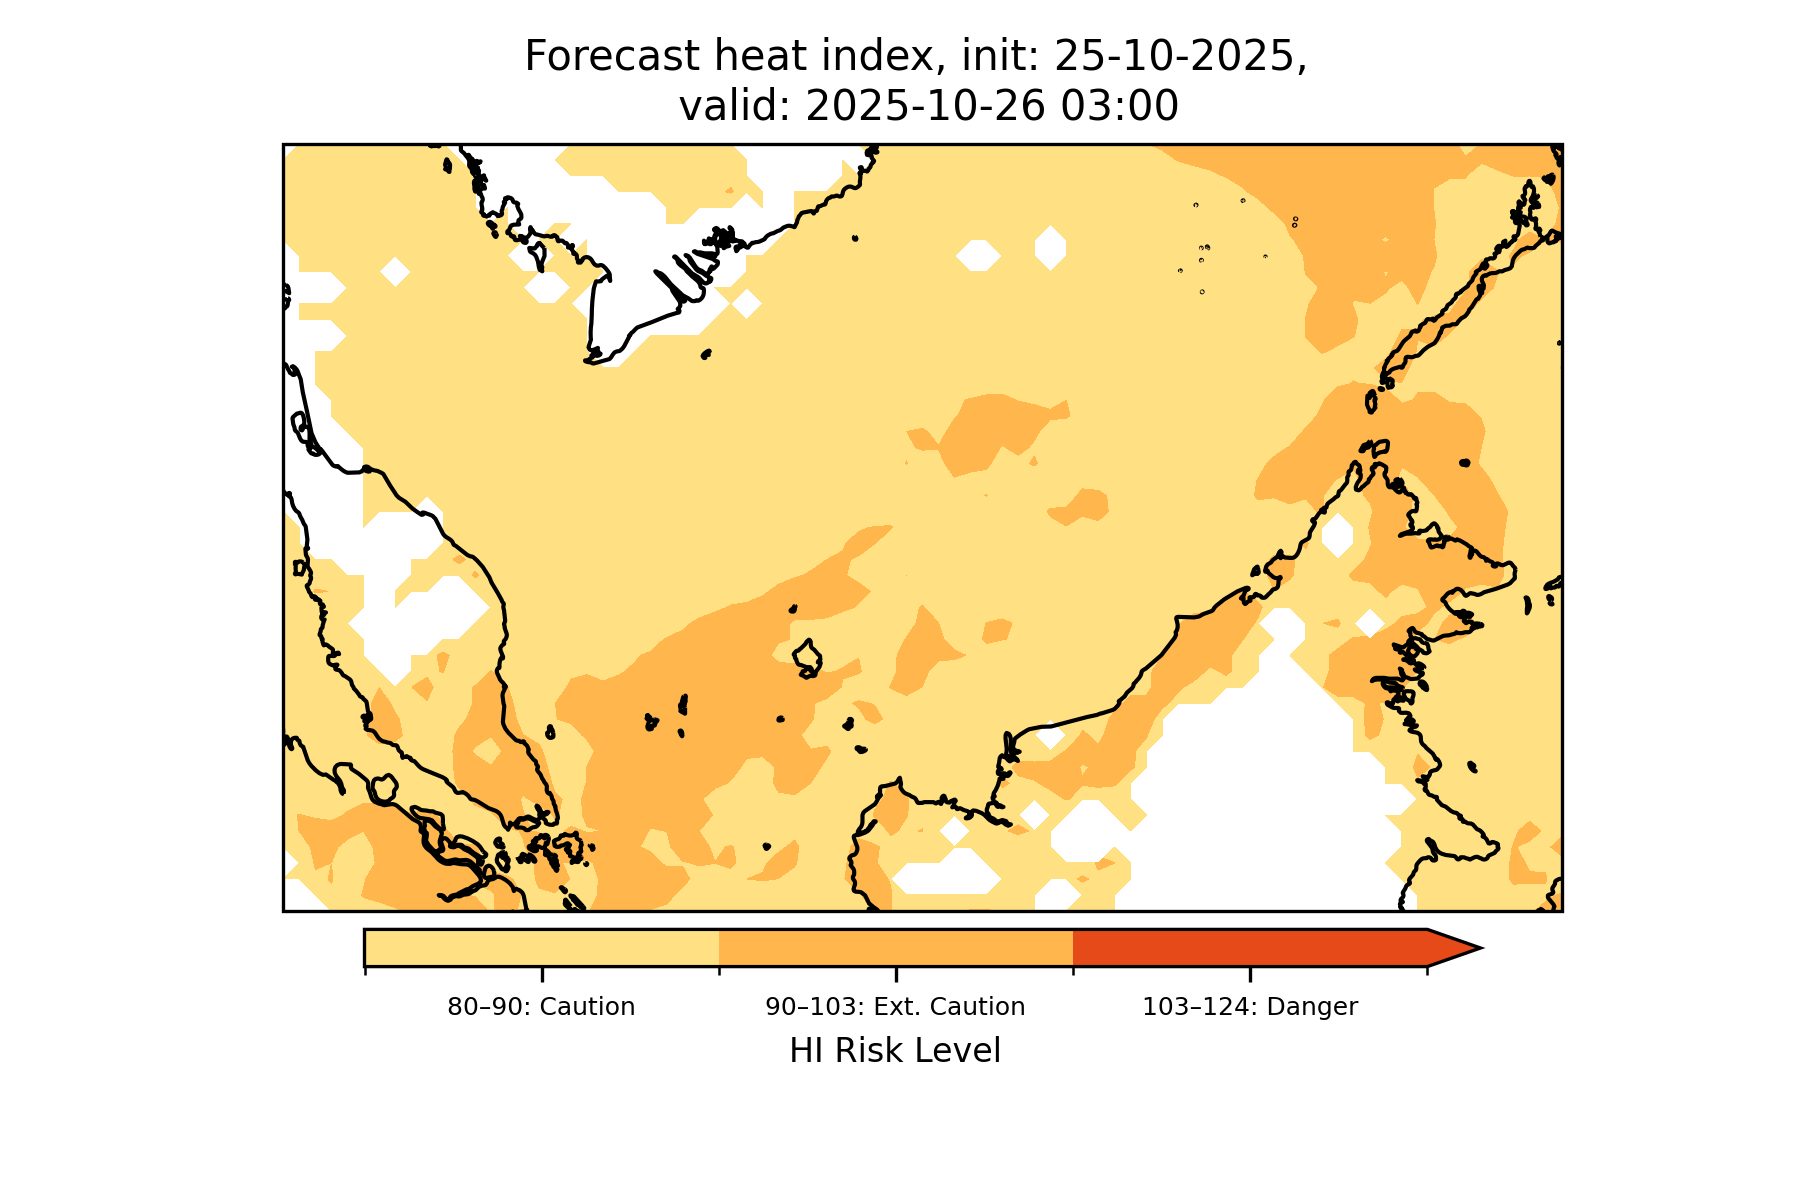 Forecast heat index, init: 25-10-2025,
valid: 2025-10-26 03:00
80–90: Caution
90–103: Ext. Caution
103–124: Danger
HI Risk Level